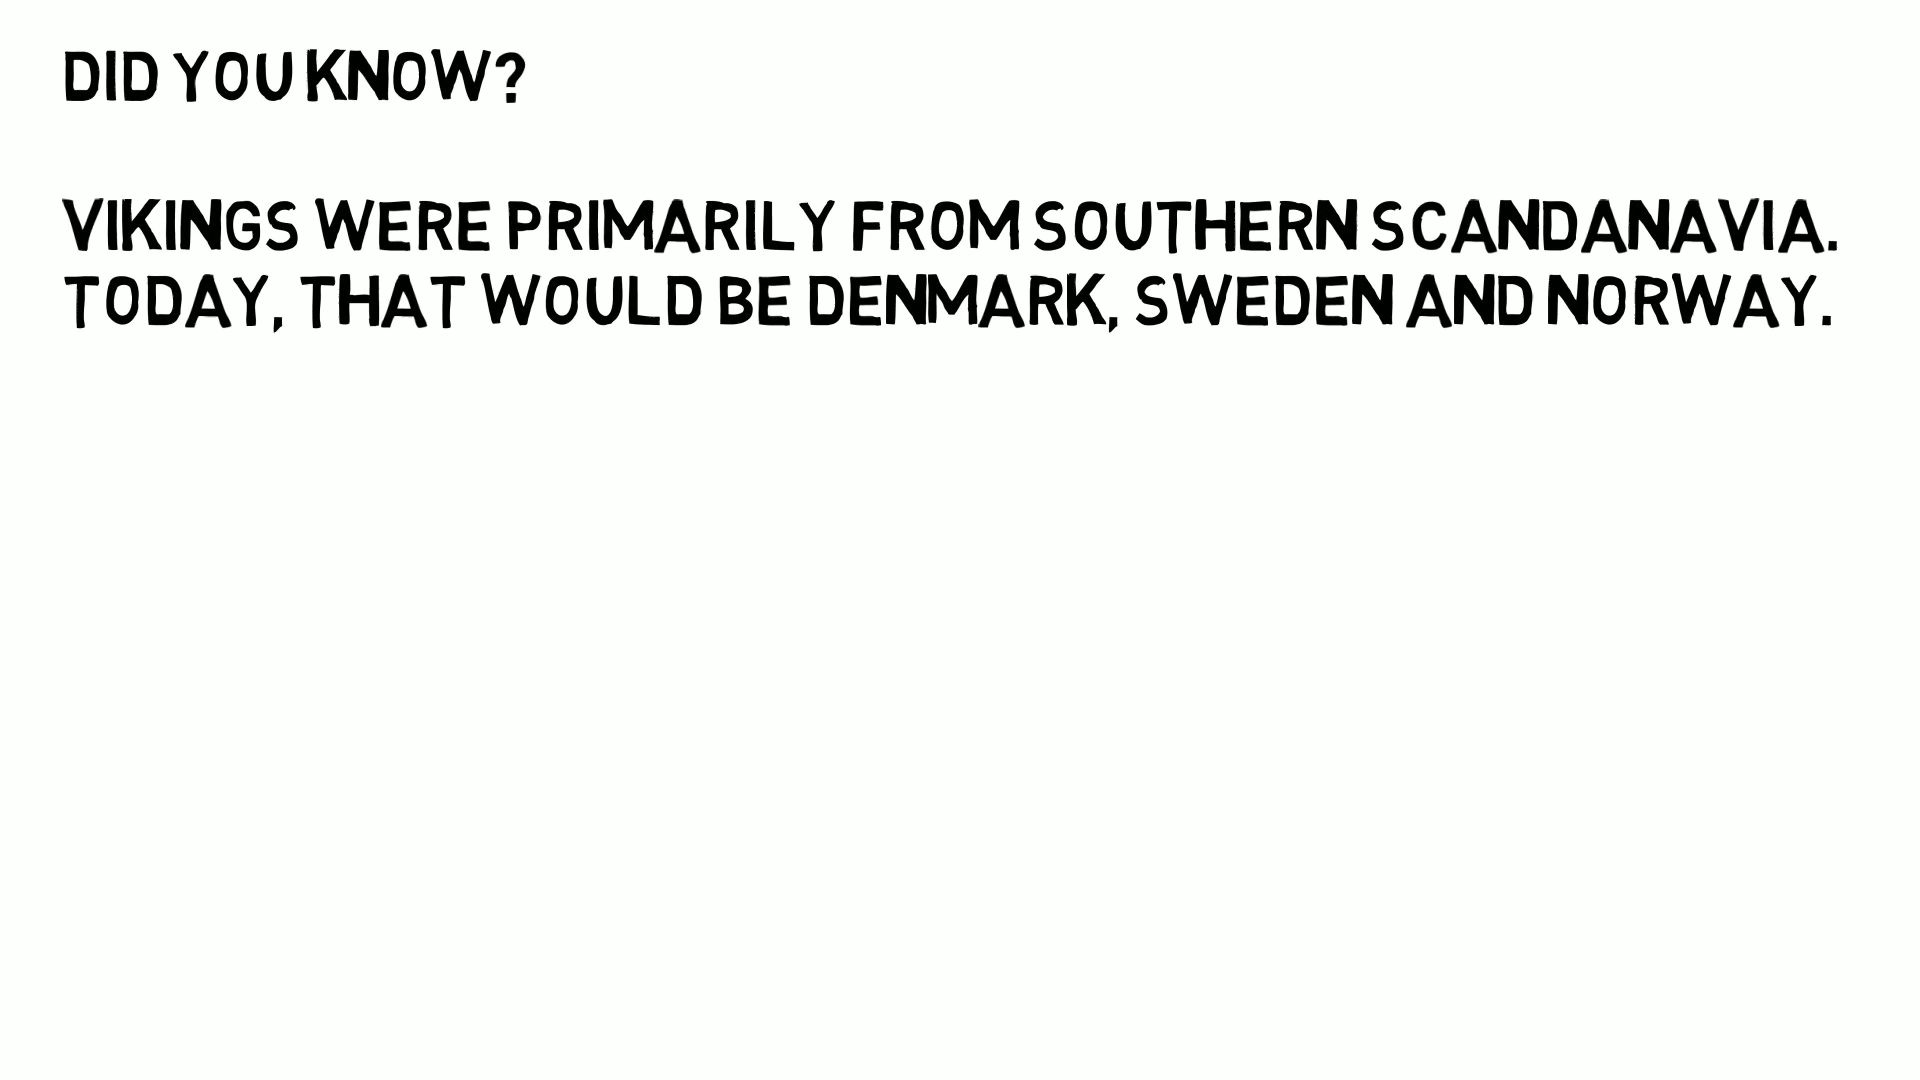 DID YOU KNOW?
VIKINGS WERE PRIMARILY FROM SOUTHERN SCANDANAVIA.
TODAY, THAT WOULD BE DENMARK, SWEDEN AND NORWAY.